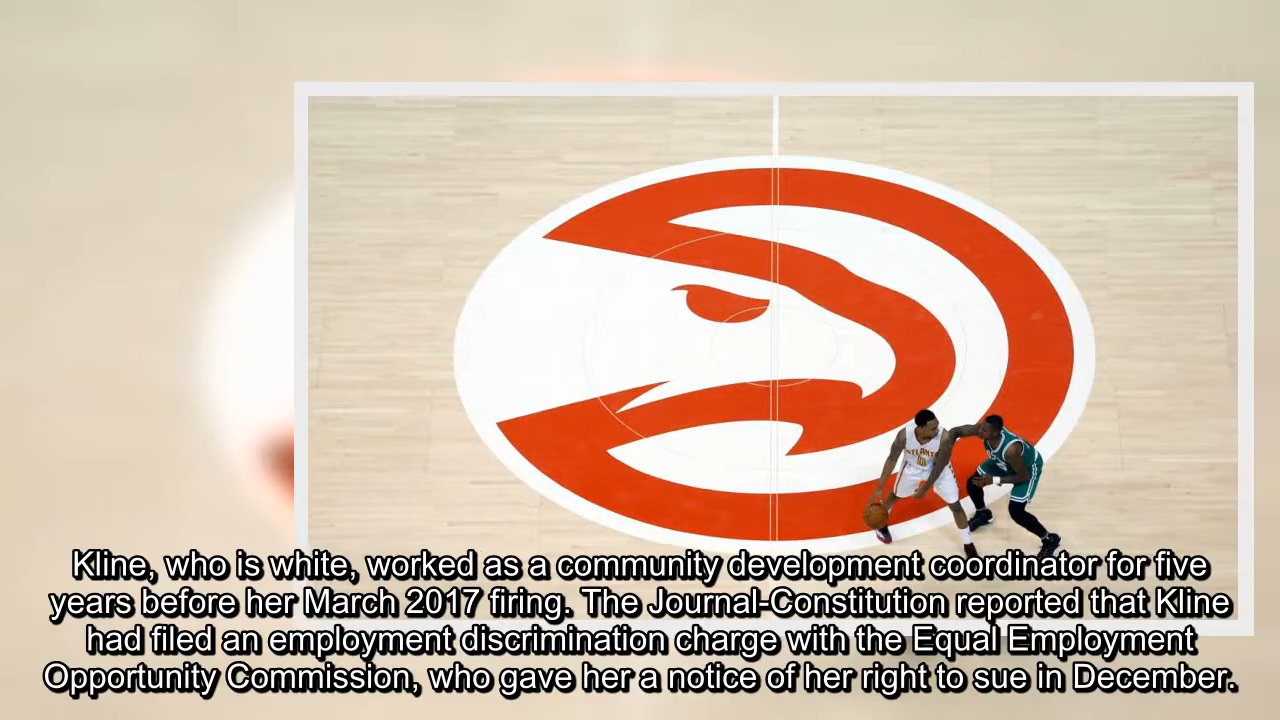 ATLANTA
Kline, who is white, worked as a community development coordinator for five
years before her March 2017 firing. The Journal-Constitution reported that Kline
had filed an employment discrimination charge with the Equal Employment
Opportunity Commission, who gave her a notice of her right to sue in December.